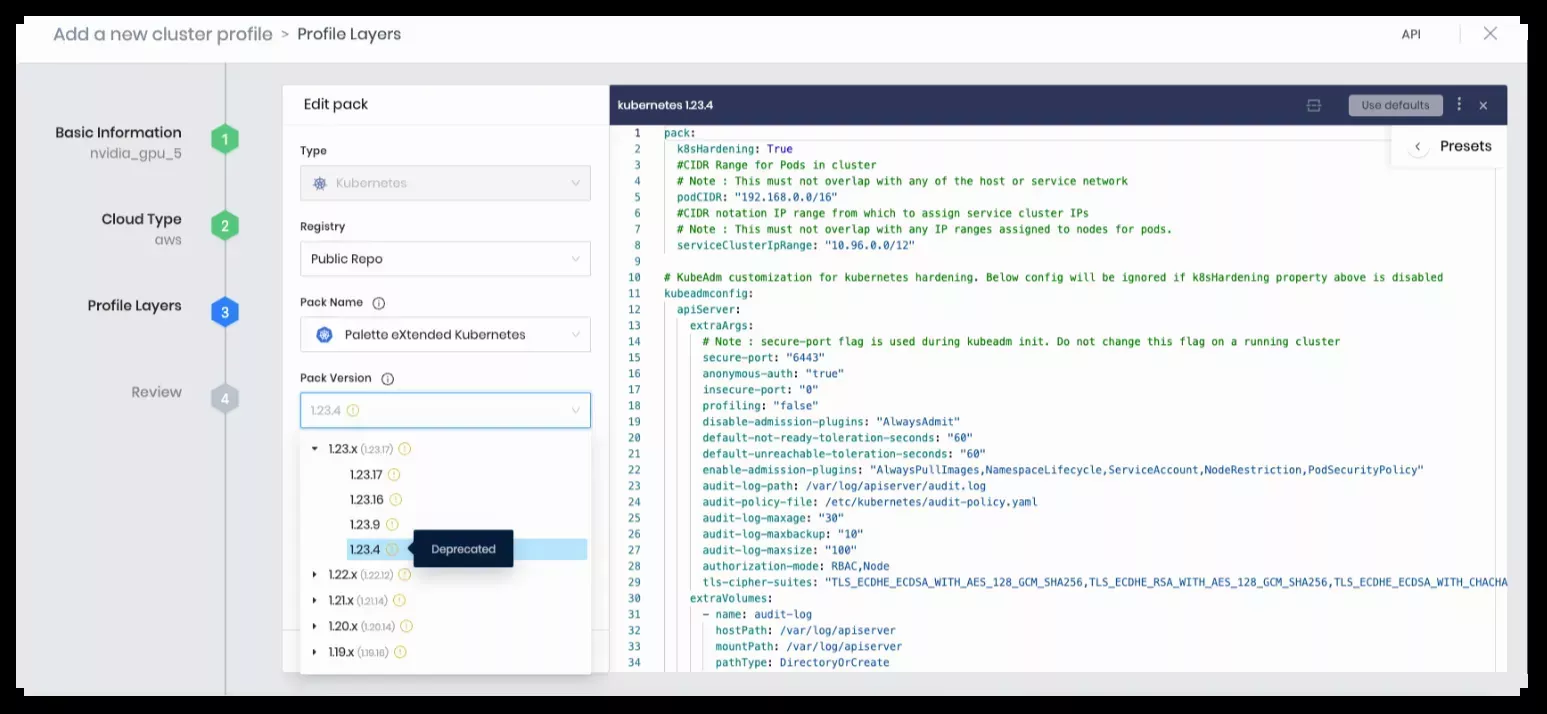 Add a new cluster profile > Profile Layers
API
Basic Information
nvidia_gpu_5
1
Cloud Type
aws
2
Profile Layers
3
Review
4
Edit pack
Type
Kubernetes
Registry
Public Repo
Pack Name
Palette eXtended Kubernetes
Pack Version
1.23.4
1.23.x (1.23.17)
1.23.17
1.23.16
1.23.9
1.23.4
Deprecated
1.22.x (1.22.12)
1.21.x (1.21.14)
1.20.x (1.20.14)
1.19.x (1.19.16)
kubernetes 1.23.4
Use defaults
Presets
1 pack:
2 k8sHardening: True
3 #CIDR Range for Pods in cluster
4 # Note : This must not overlap with any of the host or service network
5 podCIDR: "192.168.0.0/16"
6 #CIDR notation IP range from which to assign service cluster IPs
7 # Note : This must not overlap with any IP ranges assigned to nodes for pods.
8 serviceClusterIpRange: "10.96.0.0/12"
9
10 # KubeAdm customization for kubernetes hardening. Below config will be ignored if k8sHardening property above is disabled
11 kubeadmconfig:
12 apiServer:
13 extraArgs:
14 # Note : secure-port flag is used during kubeadm init. Do not change this flag on a running cluster
15 secure-port: "6443"
16 anonymous-auth: "true"
17 insecure-port: "0"
18 profiling: "false"
19 disable-admission-plugins: "AlwaysAdmit"
20 default-not-ready-toleration-seconds: "60"
21 default-unreachable-toleration-seconds: "60"
22 enable-admission-plugins: "AlwaysPullImages,NamespaceLifecycle,ServiceAccount,NodeRestriction,PodSecurityPolicy"
23 audit-log-path: /var/log/apiserver/audit.log
24 audit-policy-file: /etc/kubernetes/audit-policy.yaml
25 audit-log-maxage: "30"
26 audit-log-maxbackup: "10"
27 audit-log-maxsize: "100"
28 authorization-mode: RBAC,Node
29 tls-cipher-suites: "TLS_ECDHE_ECDSA_WITH_AES_128_GCM_SHA256,TLS_ECDHE_RSA_WITH_AES_128_GCM_SHA256,TLS_ECDHE_ECDSA_WITH_CHACHA
30 extraVolumes:
31 - name: audit-log
32 hostPath: /var/log/apiserver
33 mountPath: /var/log/apiserver
34 pathType: DirectoryOrCreate